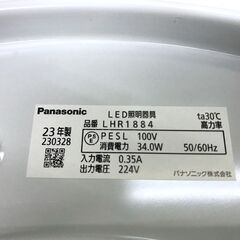 Panasonic
LED照明器具
ta30℃
品番 LHR1884
高力率
23年製
230328
PSE
PESL 100V
消費電力 34.0W 50/60Hz
入力電流 0.35A
出力電圧 224V
パナソニック株式会社